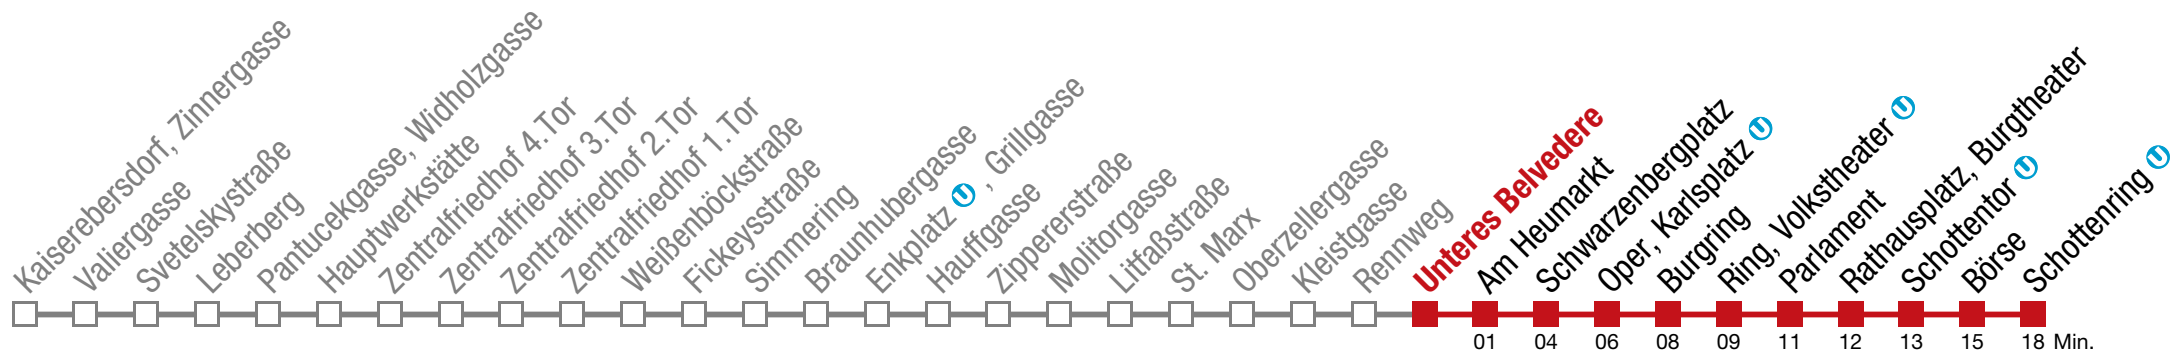 Kaiserebersdorf, Zinnergasse
Valiergasse
Svetelskystraße
Leberberg
Pantucekgasse, Widholzgasse
Hauptwerkstätte
Zentralfriedhof 4.Tor
Zentralfriedhof 3.Tor
Zentralfriedhof 2.Tor
Zentralfriedhof 1.Tor
Weißenböckstraße
Fickeysstraße
Simmering
Braunhubergasse
Enkplatz U, Grillgasse
Hauffgasse
Zippererstraße
Molitorgasse
Litfaßstraße
St. Marx
Oberzellergasse
Kleistgasse
Rennweg
Unteres Belvedere
Am Heumarkt
Schwarzenbergplatz
Oper, Karlsplatz U
Burgring
Ring, Volkstheater U
Parlament
Rathausplatz, Burgtheater
Schottentor U
Börse
Schottenring U
01 04 06 08 09 11 12 13 15 18 Min.